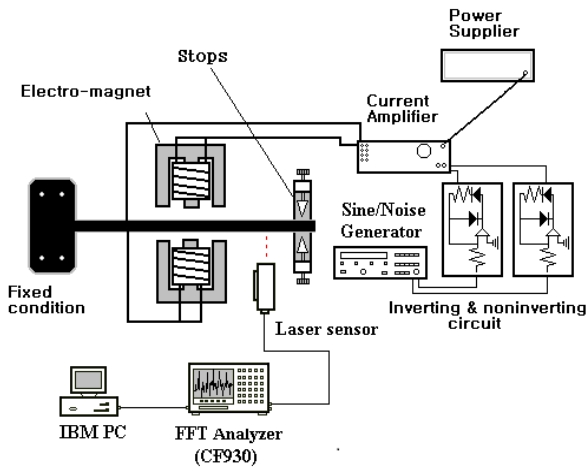 Power
Supplier
Stops
Electro-magnet
Current
Amplifier
Sine/Noise
Generator
Fixed
condition
Inverting & noninverting
circuit
Laser sensor
IBM PC
FFT Analyzer
(CF930)